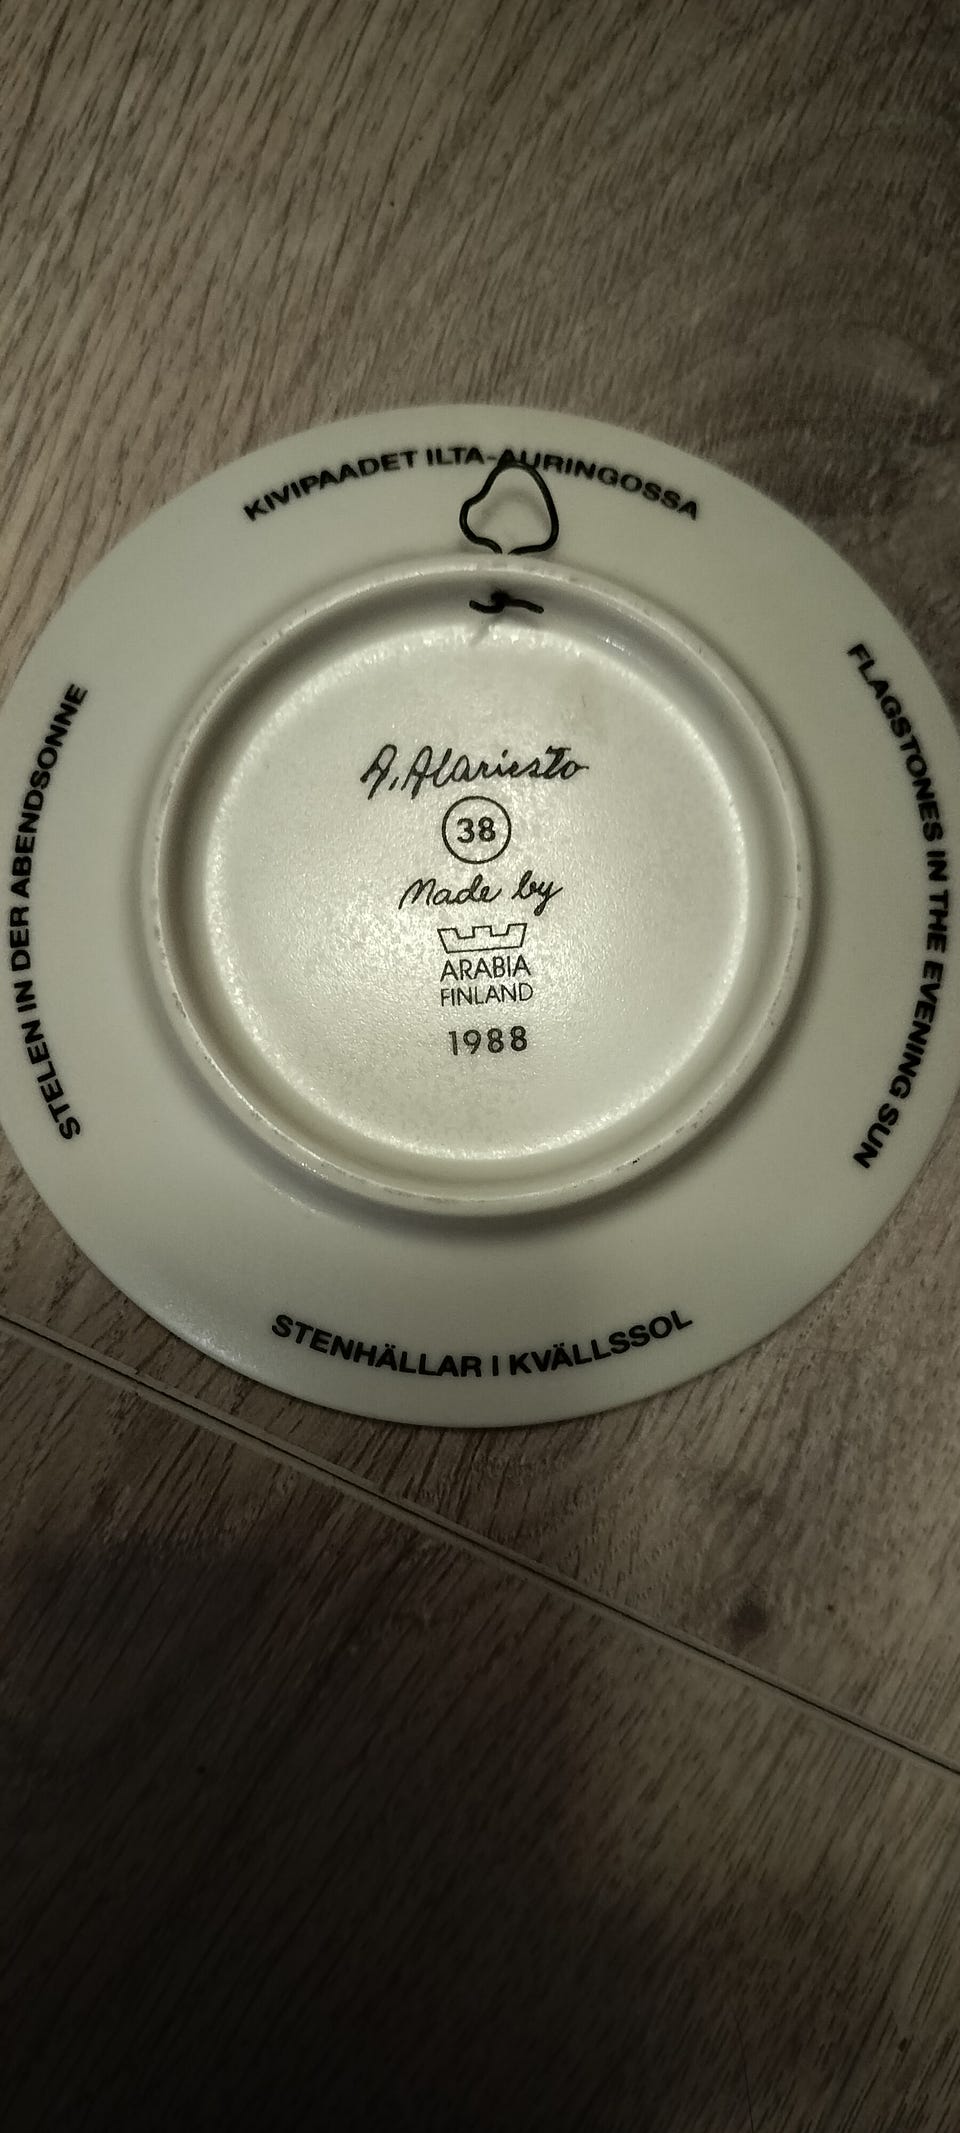 KIVIPAADET ILTA-AURINGOSSA
FLAGSTONES IN THE EVENING SUN
STENHÄLLAR I KVÄLLSSOL
STELEN IN DER ABENDSONNE
A. Alariesto
38
Made by
ARABIA
FINLAND
1988